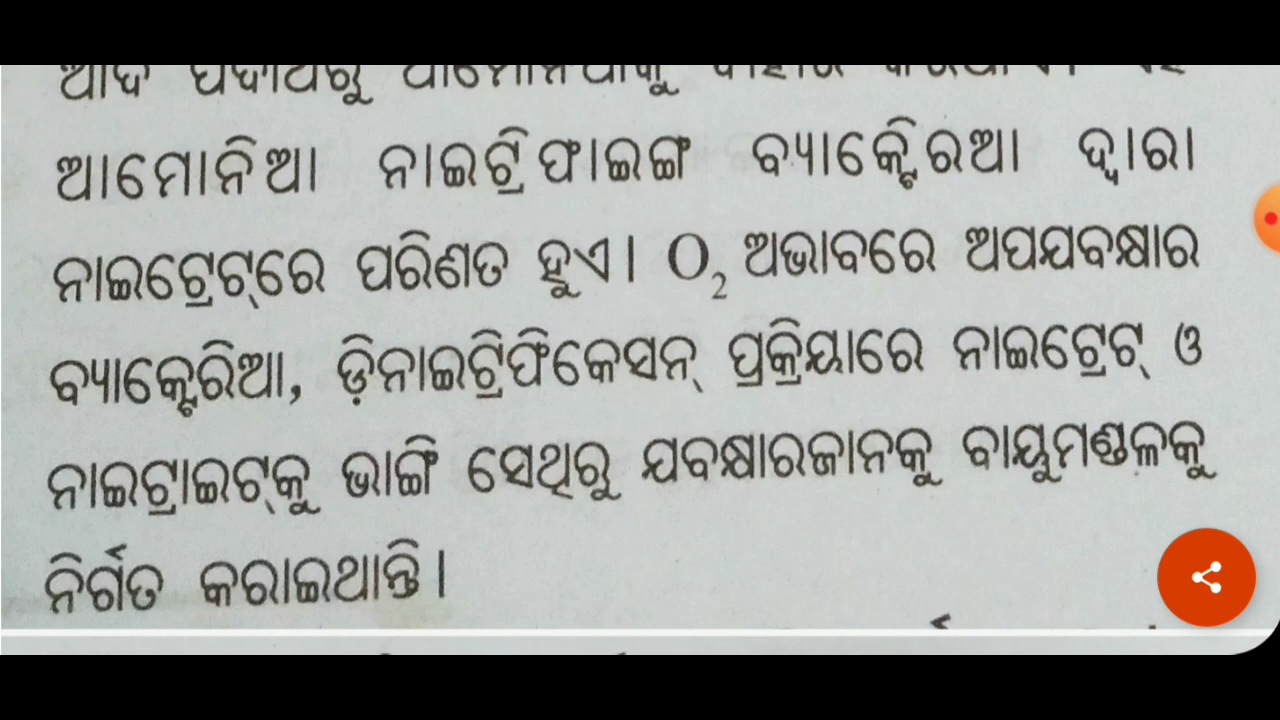 ଆମୋନିଆ ନାଇଟ୍ରିଫାଇଙ୍ଗ ବ୍ୟାକ୍ଟେରିଆ ଦ୍ୱାରା
ନାଇଟ୍ରେଟ୍‌ରେ ପରିଣତ ହୁଏ। O₂ ଅଭାବରେ ଅପଯବକ୍ଷାର
ବ୍ୟାକ୍ଟେରିଆ, ଡ଼ିନାଇଟ୍ରିଫିକେସନ୍ ପ୍ରକ୍ରିୟାରେ ନାଇଟ୍ରେଟ୍ ଓ
ନାଇଟ୍ରାଇଟ୍‌କୁ ଭାଙ୍ଗି ସେଥିରୁ ଯବକ୍ଷାରଜାନକୁ ବାୟୁମଣ୍ଡଳକୁ
ନିର୍ଗତ କରାଇଥାନ୍ତି।